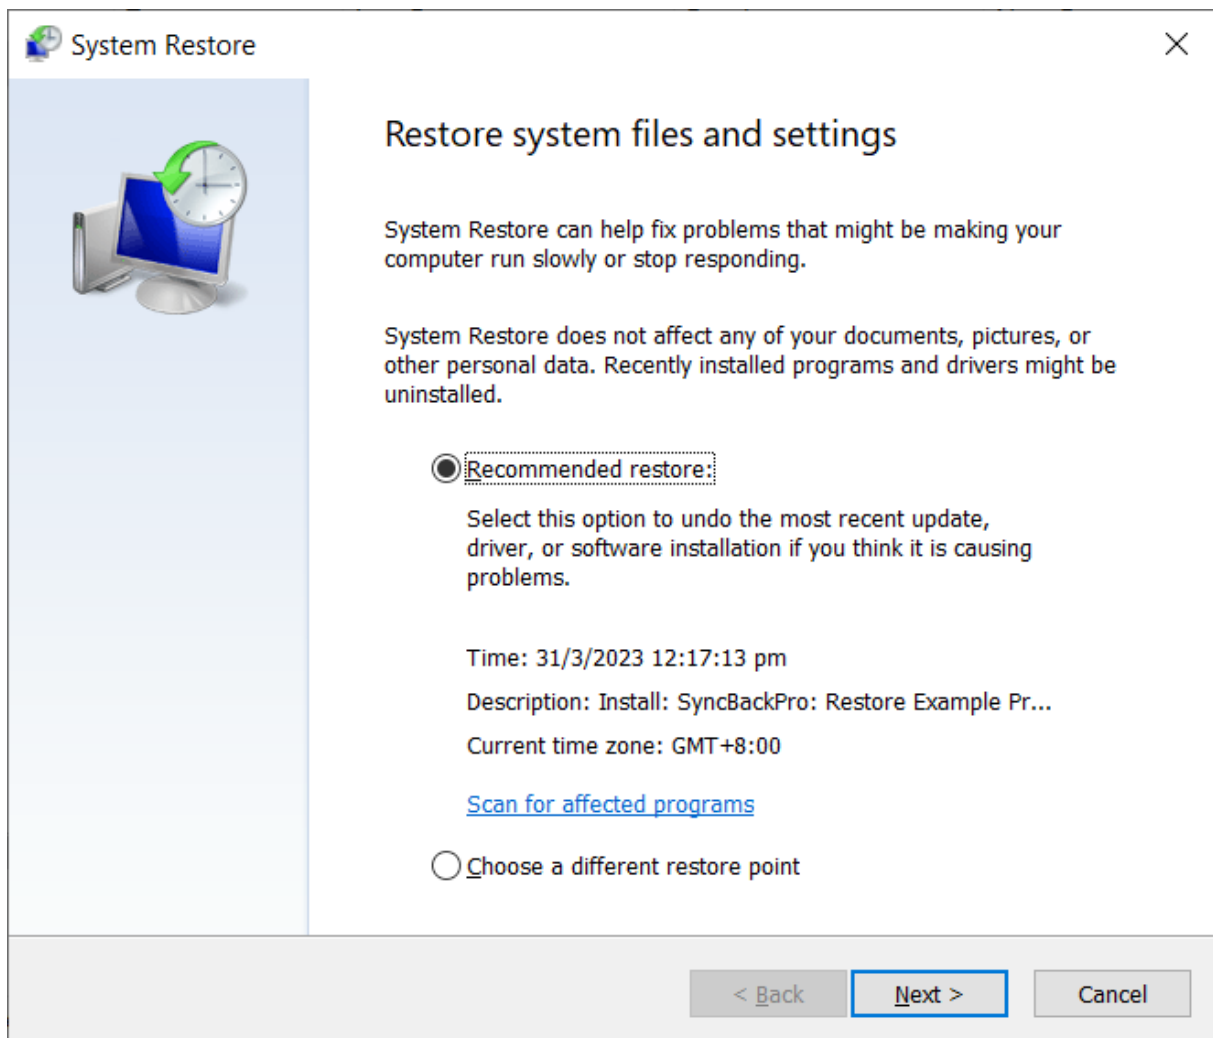 System Restore
Restore system files and settings
System Restore can help fix problems that might be making your
computer run slowly or stop responding.
System Restore does not affect any of your documents, pictures, or
other personal data. Recently installed programs and drivers might be
uninstalled.
Recommended restore:
Select this option to undo the most recent update,
driver, or software installation if you think it is causing
problems.
Time: 31/3/2023 12:17:13 pm
Description: Install: SyncBackPro: Restore Example Pr...
Current time zone: GMT+8:00
Scan for affected programs
Choose a different restore point
< Back Next > Cancel